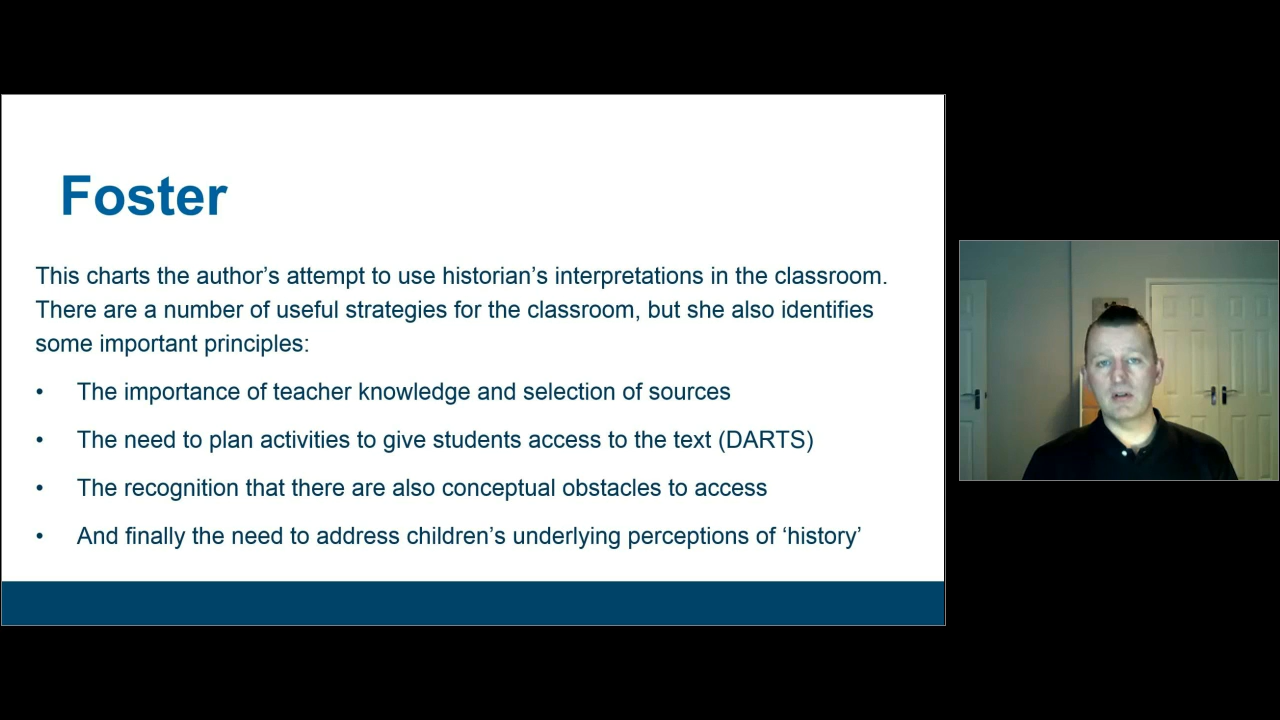 Foster
This charts the author’s attempt to use historian’s interpretations in the classroom.
There are a number of useful strategies for the classroom, but she also identifies
some important principles:
• The importance of teacher knowledge and selection of sources
• The need to plan activities to give students access to the text (DARTS)
• The recognition that there are also conceptual obstacles to access
• And finally the need to address children’s underlying perceptions of ‘history’